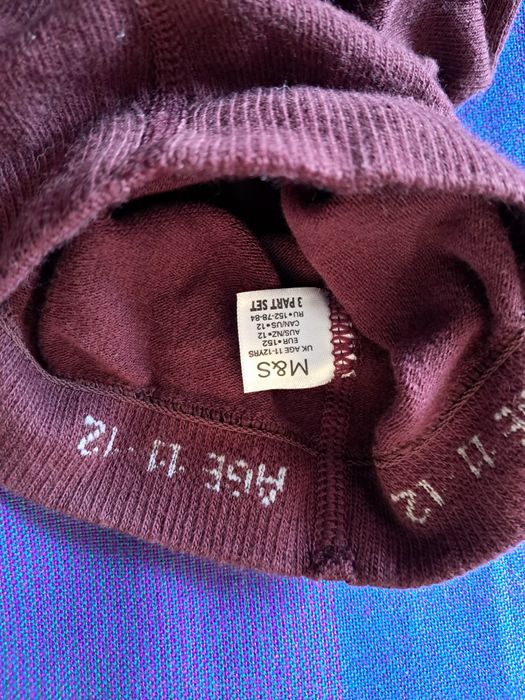 M&S
UK AGE 11-12YRS
EUR•152
AUS/NZ•12
CAN/US•12
RU•152-78-84
3 PART SET
AGE 11-12
GE 11-12